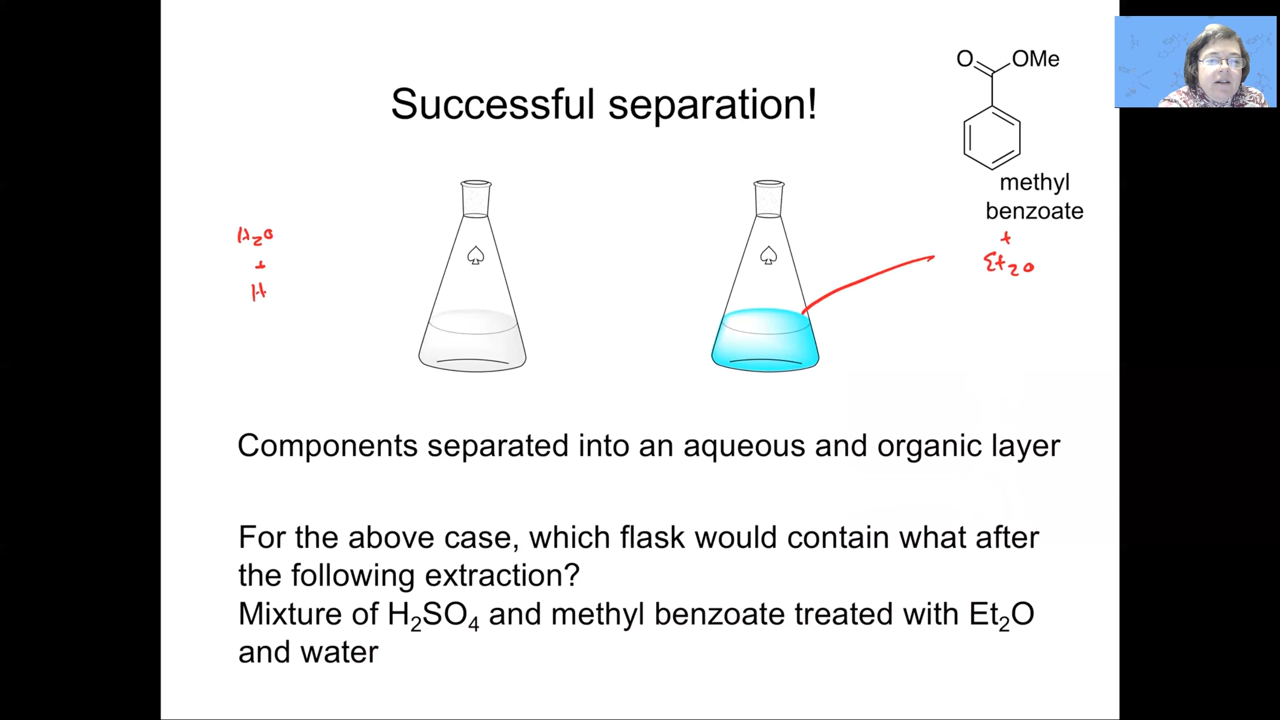 O
OMe
Successful separation!
methyl
benzoate
+
Et2O
H2O
+
H
Components separated into an aqueous and organic layer
For the above case, which flask would contain what after
the following extraction?
Mixture of H2SO4 and methyl benzoate treated with Et2O
and water